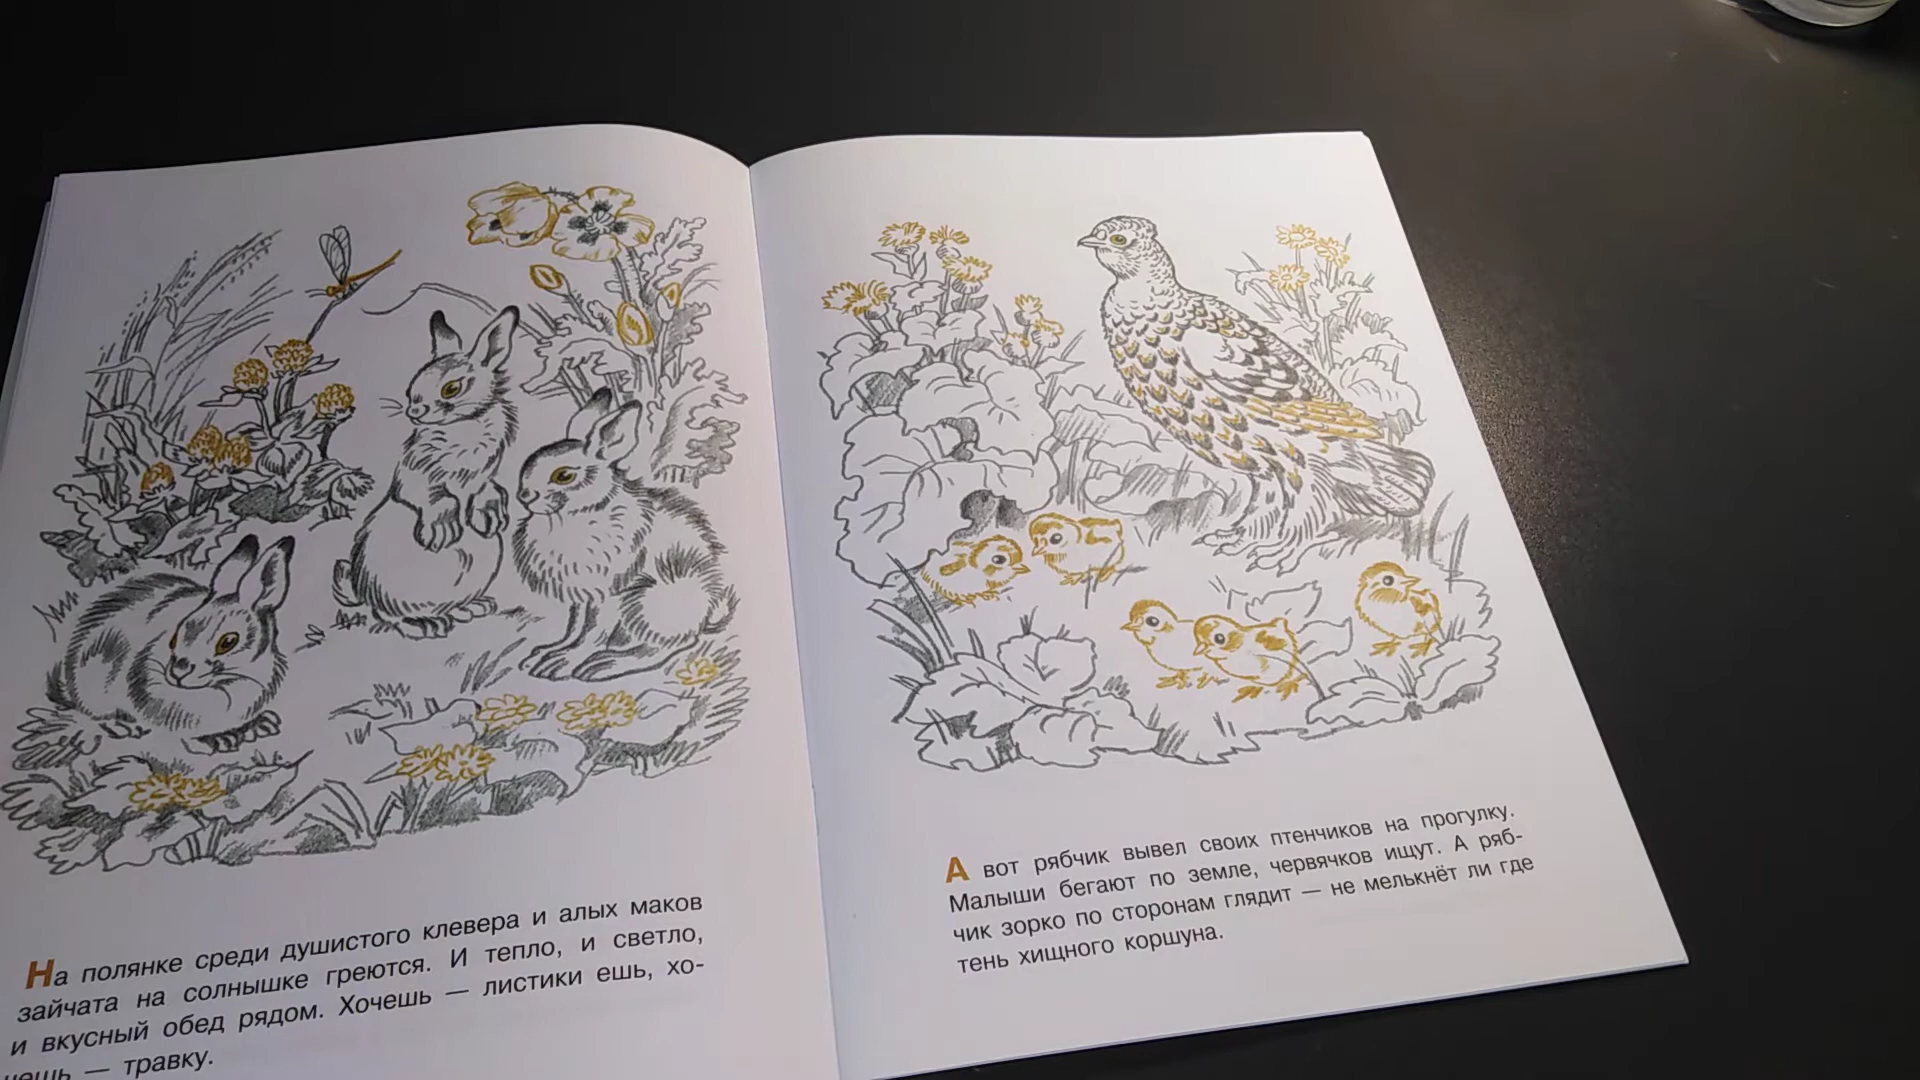 На полянке среди душистого клевера и алых маков
зайчата на солнышке греются. И тепло, и светло,
и вкусный обед рядом. Хочешь — листики ешь, хо-
чешь — травку.
А вот рябчик вывел своих птенчиков на прогулку.
Малыши бегают по земле, червячков ищут. А ряб-
чик зорко по сторонам глядит — не мелькнёт ли где
тень хищного коршуна.